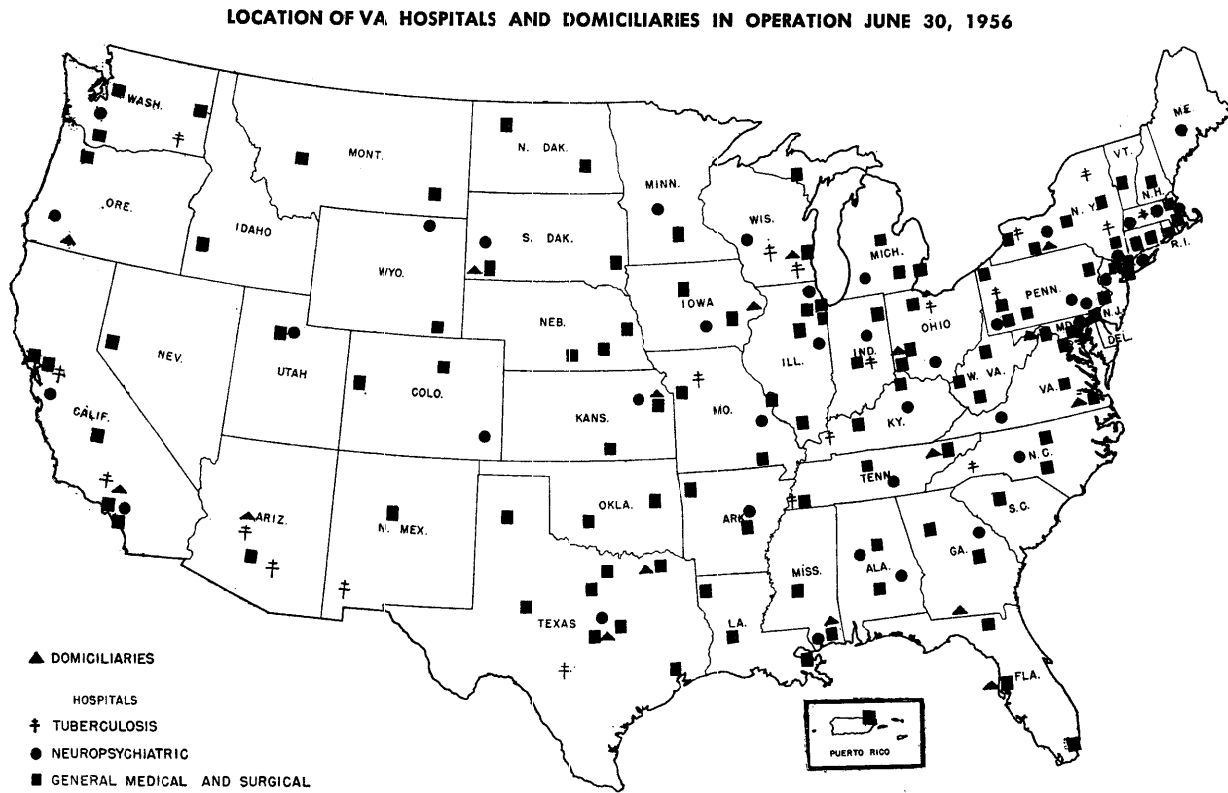 LOCATION OF VA HOSPITALS AND DOMICILIARIES IN OPERATION JUNE 30, 1956
WASH.
MONT.
N. DAK.
MINN.
ME.
VT.
N.H.
ORE.
IDAHO
S. DAK.
WIS.
MICH.
N. Y.
R.I.
WYO.
IOWA
PENN.
N.J.
NEV.
UTAH
NEB.
ILL.
IND.
OHIO
MD.
DEL.
CALIF.
COLO.
KANS.
MO.
KY.
W. VA.
VA.
ARIZ.
N. MEX.
OKLA.
ARK.
TENN.
N.C.
S.C.
TEXAS
LA.
MISS.
ALA.
GA.
FLA.
PUERTO RICO
DOMICILIARIES
HOSPITALS
TUBERCULOSIS
NEUROPSYCHIATRIC
GENERAL MEDICAL AND SURGICAL